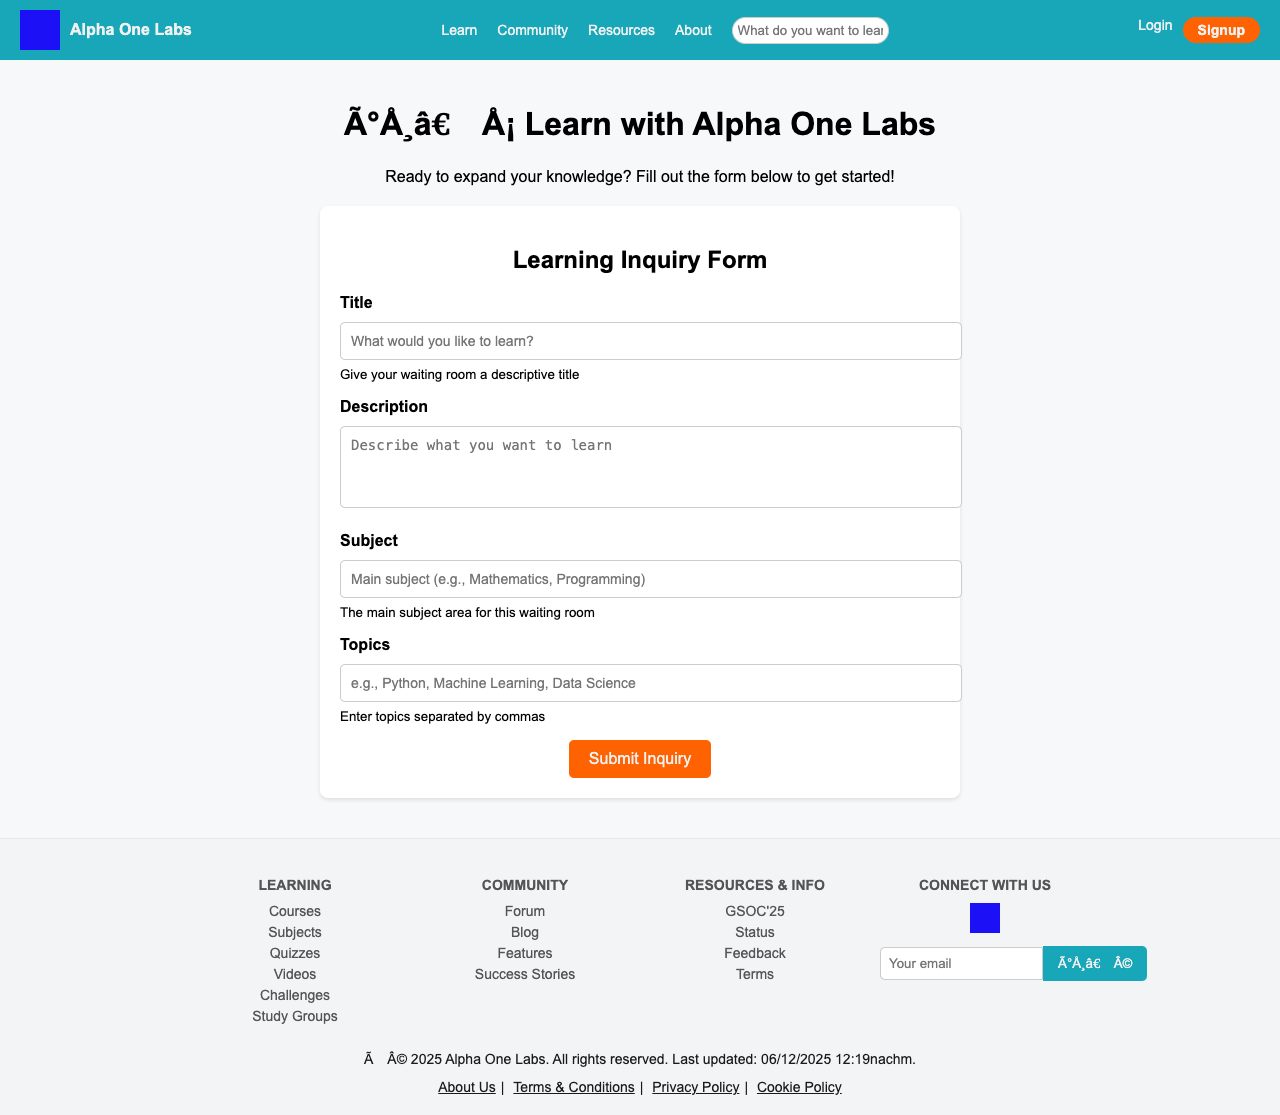 Alpha One Labs
Learn Community Resources About What do you want to lear Login Signup
Ã°Å¸â€ Å¡ Learn with Alpha One Labs
Ready to expand your knowledge? Fill out the form below to get started!
Learning Inquiry Form
Title
What would you like to learn?
Give your waiting room a descriptive title
Description
Describe what you want to learn
Subject
Main subject (e.g., Mathematics, Programming)
The main subject area for this waiting room
Topics
e.g., Python, Machine Learning, Data Science
Enter topics separated by commas
Submit Inquiry
LEARNING
Courses
Subjects
Quizzes
Videos
Challenges
Study Groups
COMMUNITY
Forum
Blog
Features
Success Stories
RESOURCES & INFO
GSOC'25
Status
Feedback
Terms
CONNECT WITH US
Your email Ã°Å¸â€ Â©
Ã Â© 2025 Alpha One Labs. All rights reserved. Last updated: 06/12/2025 12:19nachm.
About Us | Terms & Conditions | Privacy Policy | Cookie Policy